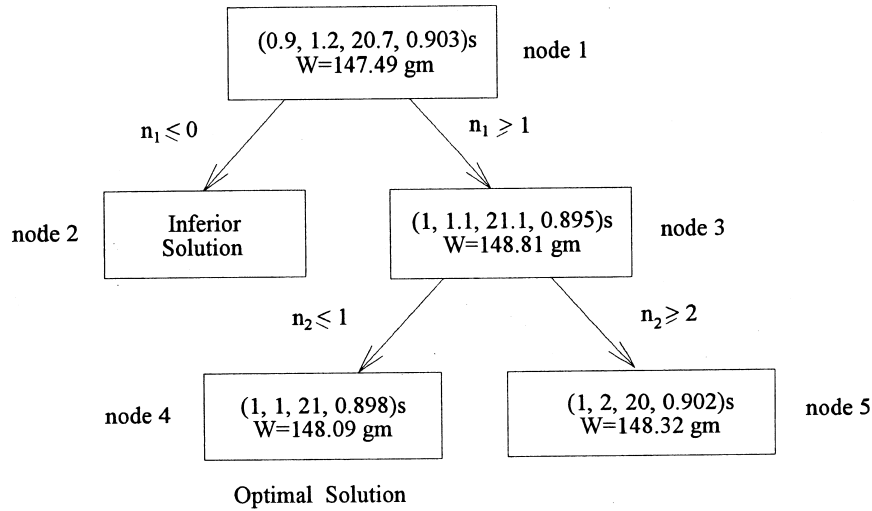 (0.9, 1.2, 20.7, 0.903)s
W=147.49 gm
node 1
n₁ ⩽ 0
n₁ ⩾ 1
node 2
Inferior
Solution
(1, 1.1, 21.1, 0.895)s
W=148.81 gm
node 3
n₂ ⩽ 1
n₂ ⩾ 2
node 4
(1, 1, 21, 0.898)s
W=148.09 gm
(1, 2, 20, 0.902)s
W=148.32 gm
node 5
Optimal Solution